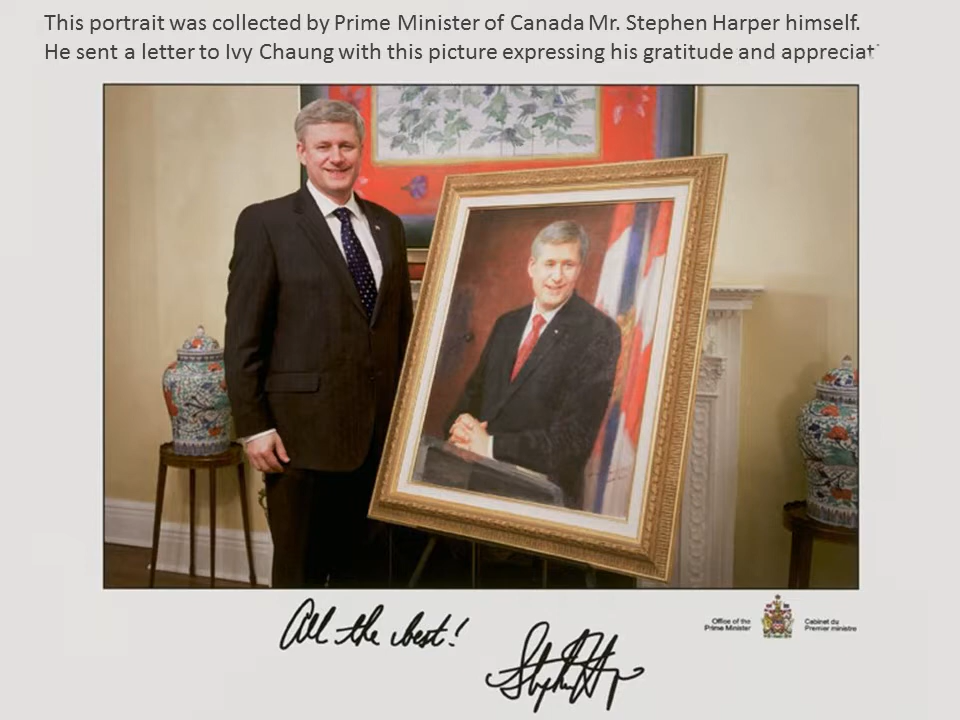 This portrait was collected by Prime Minister of Canada Mr. Stephen Harper himself.
He sent a letter to Ivy Chaung with this picture expressing his gratitude and appreciat
All the best!
Office of the Prime Minister
Cabinet du Premier ministre